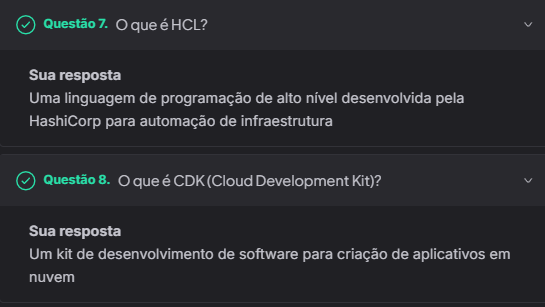 Questão 7. O que é HCL?
Sua resposta
Uma linguagem de programação de alto nível desenvolvida pela
HashiCorp para automação de infraestrutura
Questão 8. O que é CDK (Cloud Development Kit)?
Sua resposta
Um kit de desenvolvimento de software para criação de aplicativos em
nuvem